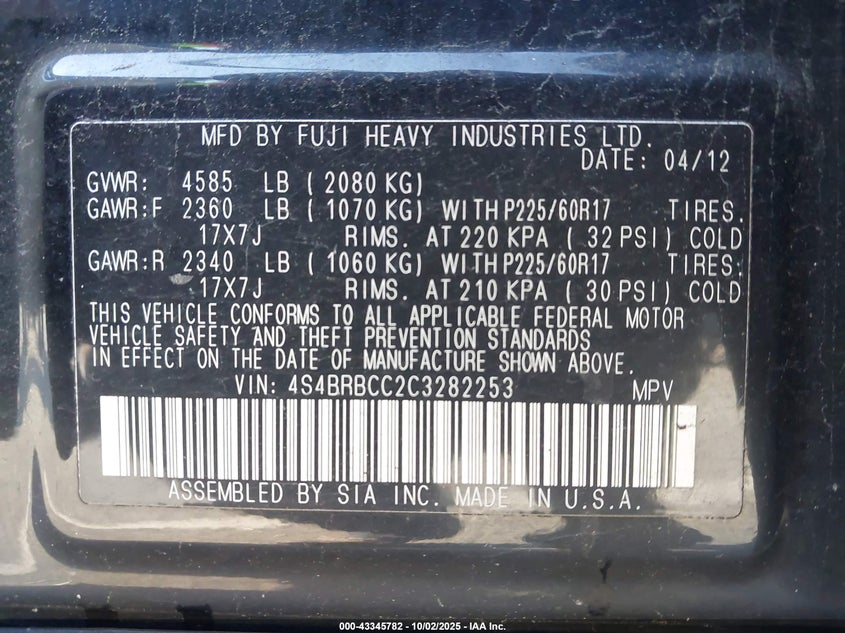 MFD BY FUJI HEAVY INDUSTRIES LTD.
DATE: 04/12
GVWR: 4585 LB ( 2080 KG)
GAWR:F 2360 LB ( 1070 KG) WITH P225/60R17 TIRES.
17X7J RIMS. AT 220 KPA ( 32 PSI) COLD
GAWR:R 2340 LB ( 1060 KG) WITH P225/60R17 TIRES.
17X7J RIMS. AT 210 KPA ( 30 PSI) COLD
THIS VEHICLE CONFORMS TO ALL APPLICABLE FEDERAL MOTOR
VEHICLE SAFETY AND THEFT PREVENTION STANDARDS
IN EFFECT ON THE DATE OF MANUFACTURE SHOWN ABOVE.
VIN: 4S4BRBCC2C3282253 MPV
ASSEMBLED BY SIA INC. MADE IN U.S.A.
000-43345782 - 10/02/2025 - IAA Inc.